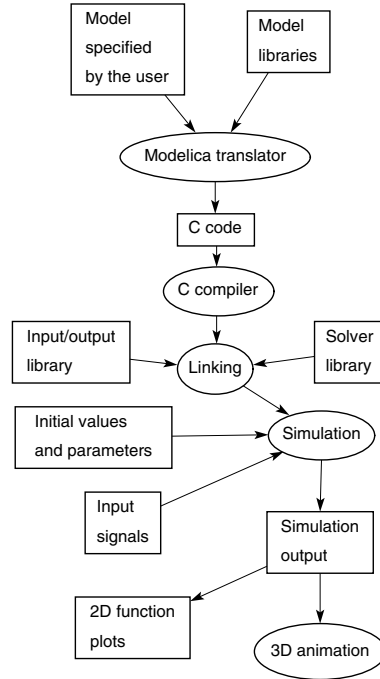 Model
specified
by the user
Model
libraries
Modelica translator
C code
C compiler
Input/output
library
Linking
Solver
library
Initial values
and parameters
Simulation
Input
signals
Simulation
output
2D function
plots
3D animation